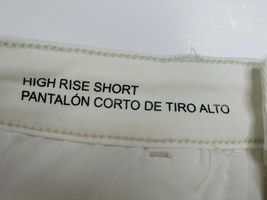 HIGH RISE SHORT
PANTALÓN CORTO DE TIRO ALTO